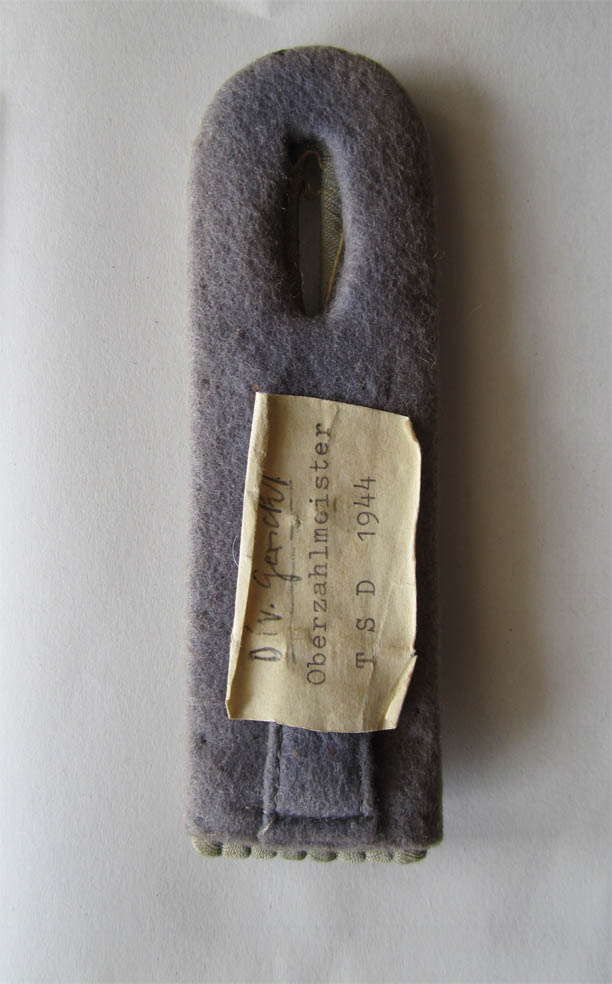 Div. Gericht
Oberzahlmeister
T S D 1944